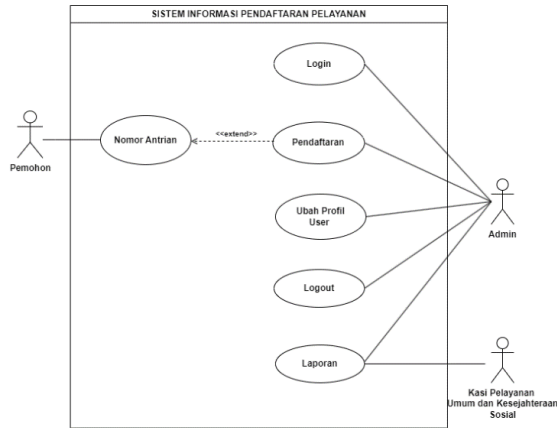 SISTEM INFORMASI PENDAFTARAN PELAYANAN
Login
<<extend>>
Nomor Antrian
Pendaftaran
Pemohon
Ubah Profil
User
Admin
Logout
Laporan
Kasi Pelayanan
Umum dan Kesejahteraan
Sosial